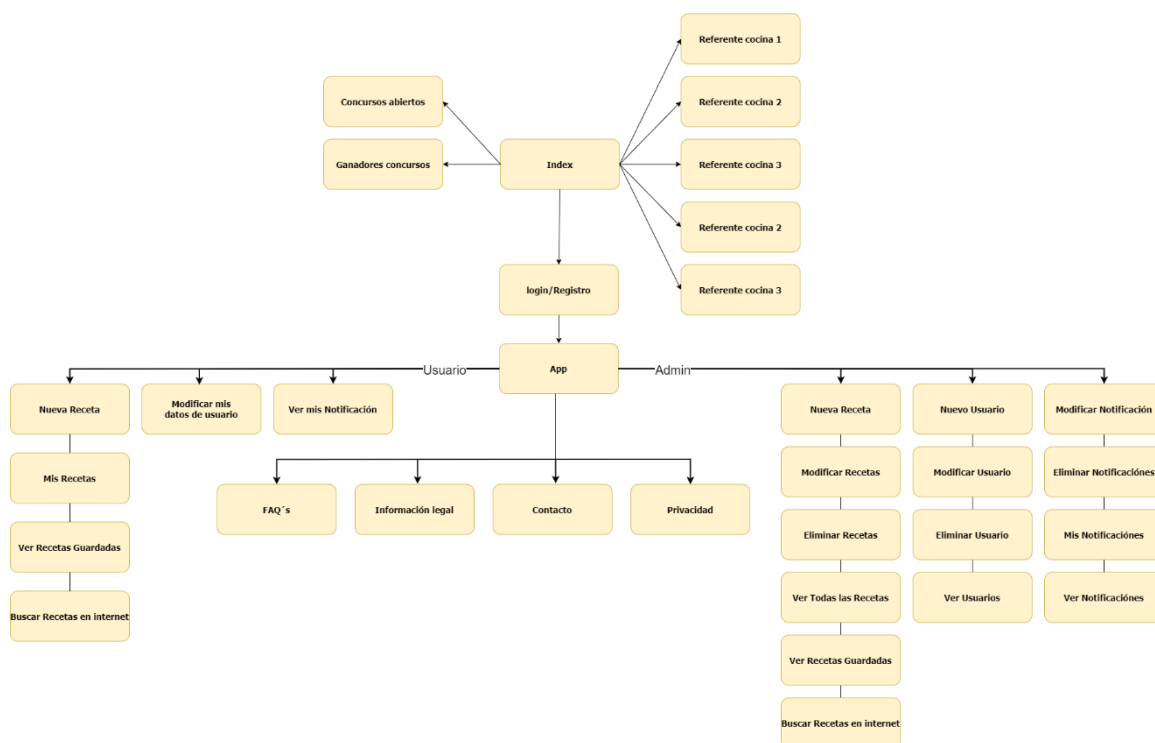 Referente cocina 1
Concursos abiertos
Referente cocina 2
Ganadores concursos
Index
Referente cocina 3
Referente cocina 2
login/Registro
Referente cocina 3
Usuario
App
Admin
Nueva Receta
Modificar mis
datos de usuario
Ver mis Notificación
Nueva Receta
Nuevo Usuario
Modificar Notificación
Mis Recetas
Modificar Recetas
Modificar Usuario
Eliminar Notificaciónes
FAQ´s
Información legal
Contacto
Privacidad
Ver Recetas Guardadas
Eliminar Recetas
Eliminar Usuario
Mis Notificaciónes
Buscar Recetas en internet
Ver Todas las Recetas
Ver Usuarios
Ver Notificaciónes
Ver Recetas Guardadas
Buscar Recetas en internet